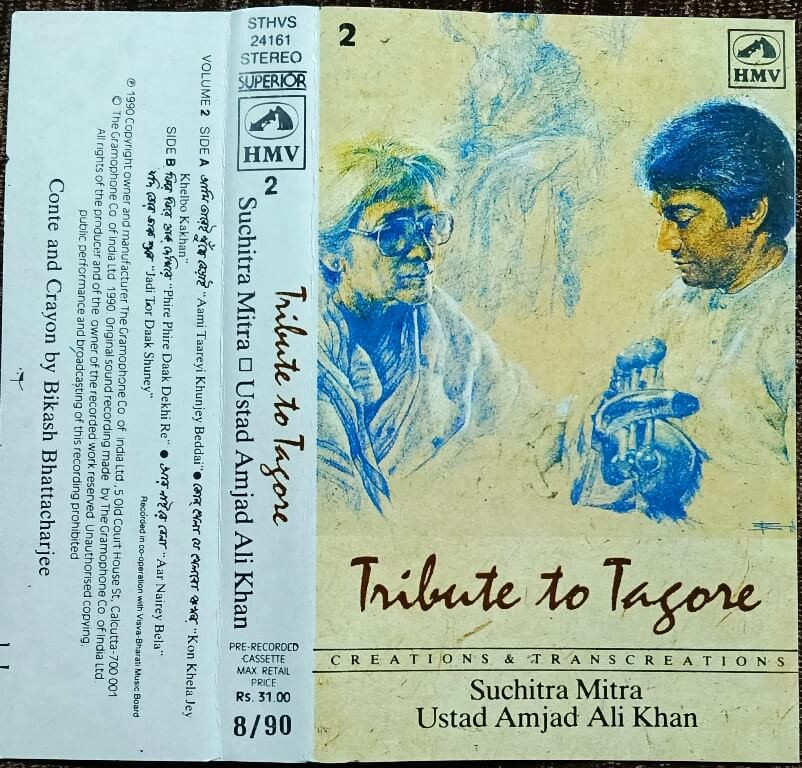 VOLUME 2 SIDE A আমি তারেই খুঁজে বেড়াই "Aami Taareyi Khunjey Beddai" ● কোন খেলা যে খেলবো কখন "Kon Khela Jey
Khelbo Kakhan"
SIDE B ফিরে ফিরে ডাক দেখিরে "Phire Phire Daak Dekhi Re" ● আর নাইরে বেলা "Aar Nairey Bela"
যদি তোর ডাক শুনে "Jadi Tor Daak Shuney"
Recorded in co-operation with Visva-Bharati Music Board
℗ 1990 Copyright owner and manufacturer The Gramophone Co of India Ltd, 5 Old Court House St, Calcutta-700 001
© The Gramophone Co of India Ltd 1990 Original sound recording made by The Gramophone Co of India Ltd
All rights of the producer and of the owner of the recorded work reserved Unauthorised copying,
public performance and broadcasting of this recording prohibited
Conte and Crayon by Bikash Bhattacharjee
STHVS
24161
STEREO
SUPERIOR
HMV
2
Tribute to Tagore
Suchitra Mitra □ Ustad Amjad Ali Khan
PRE-RECORDED
CASSETTE
MAX RETAIL
PRICE
Rs. 31.00
8/90
2
HMV
Tribute to Tagore
CREATIONS & TRANSCREATIONS
Suchitra Mitra
Ustad Amjad Ali Khan